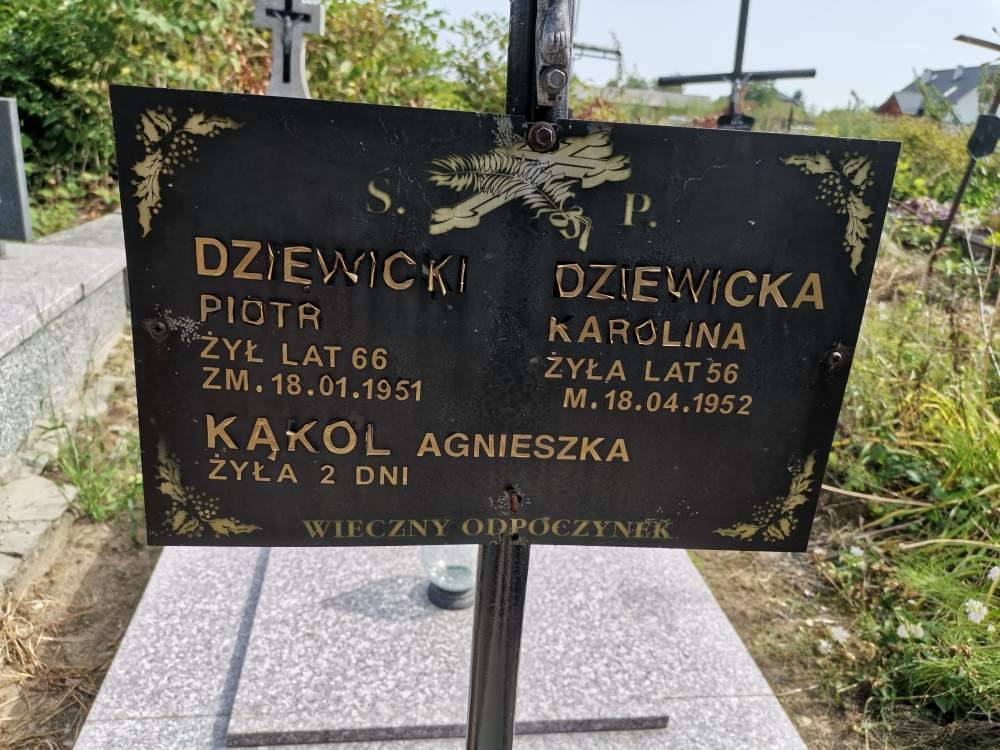 S. P.
DZIEWICKI
PIOTR
ŻYŁ LAT 66
ZM. 18.01.1951
DZIEWICKA
KAROLINA
ŻYŁA LAT 56
M. 18.04.1952
KĄKOL AGNIESZKA
ŻYŁA 2 DNI
WIECZNY ODPOCZYNEK